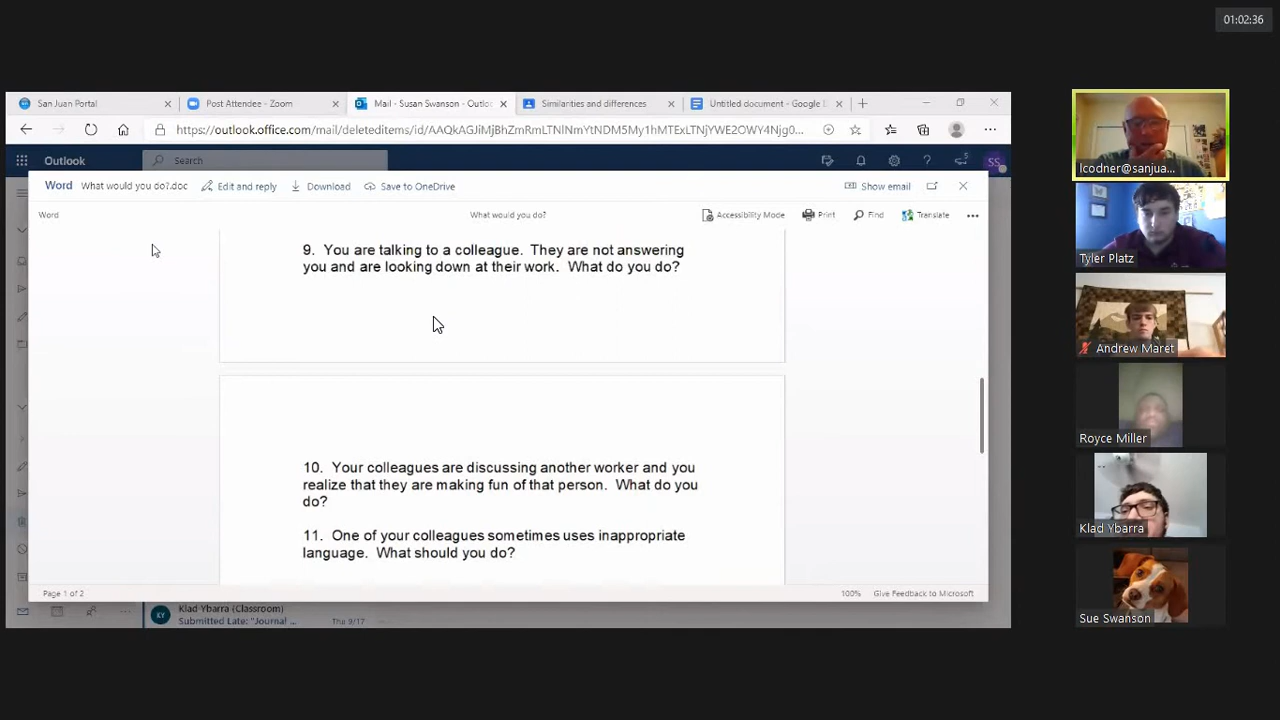 01:02:36
San Juan Portal
Post Attendee - Zoom
Mail - Susan Swanson - Outlo
Similarities and differences
Untitled document - Google D
https://outlook.office.com/mail/deleteditems/id/AAQkAGJiMjBhZmRmLTNlNmYtNDM5My1hMTExLTNjYWE2OWY4Njg0...
Outlook
Search
SS
Word
What would you do?.doc
Edit and reply
Download
Save to OneDrive
Show email
Word
What would you do?
Accessibility Mode
Print
Find
Translate
9. You are talking to a colleague. They are not answering
you and are looking down at their work. What do you do?
10. Your colleagues are discussing another worker and you
realize that they are making fun of that person. What do you
do?
11. One of your colleagues sometimes uses inappropriate
language. What should you do?
Page 1 of 2
100%
Give Feedback to Microsoft
KY
Klad Ybarra (Classroom)
Submitted Late: "Journal ...
Thu 9/17
lcodner@sanjua...
Tyler Platz
Andrew Maret
Royce Miller
Klad Ybarra
Sue Swanson